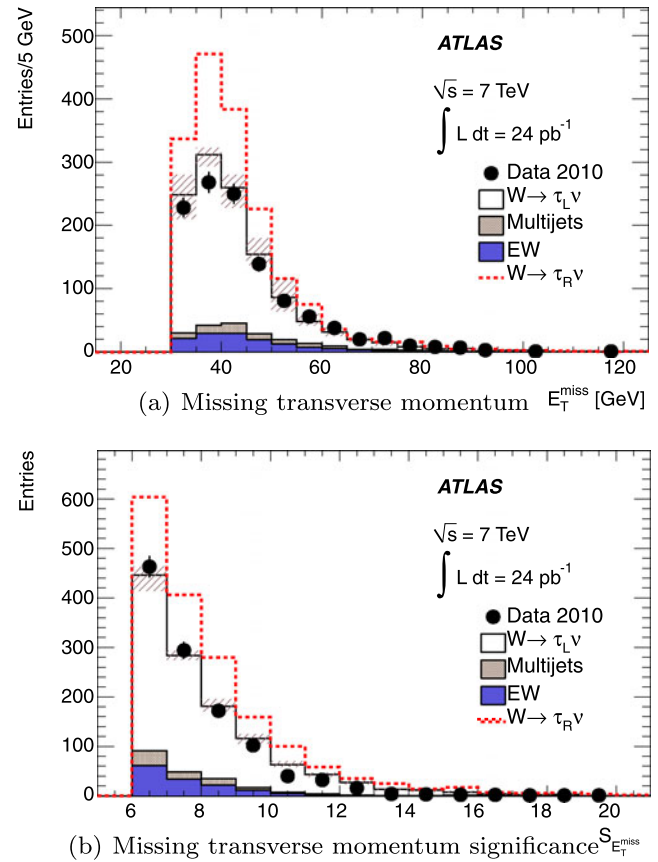 Entries/5 GeV
500
400
300
200
100
0
ATLAS
√s = 7 TeV
∫ L dt = 24 pb⁻¹
Data 2010
W→ τ_L ν
Multijets
EW
W→ τ_R ν
20 40 60 80 100 120
(a) Missing transverse momentum E_T^miss [GeV]
Entries
600
500
400
300
200
100
0
ATLAS
√s = 7 TeV
∫ L dt = 24 pb⁻¹
Data 2010
W→ τ_L ν
Multijets
EW
W→ τ_R ν
6 8 10 12 14 16 18 20
(b) Missing transverse momentum significance S_{E_T^miss}